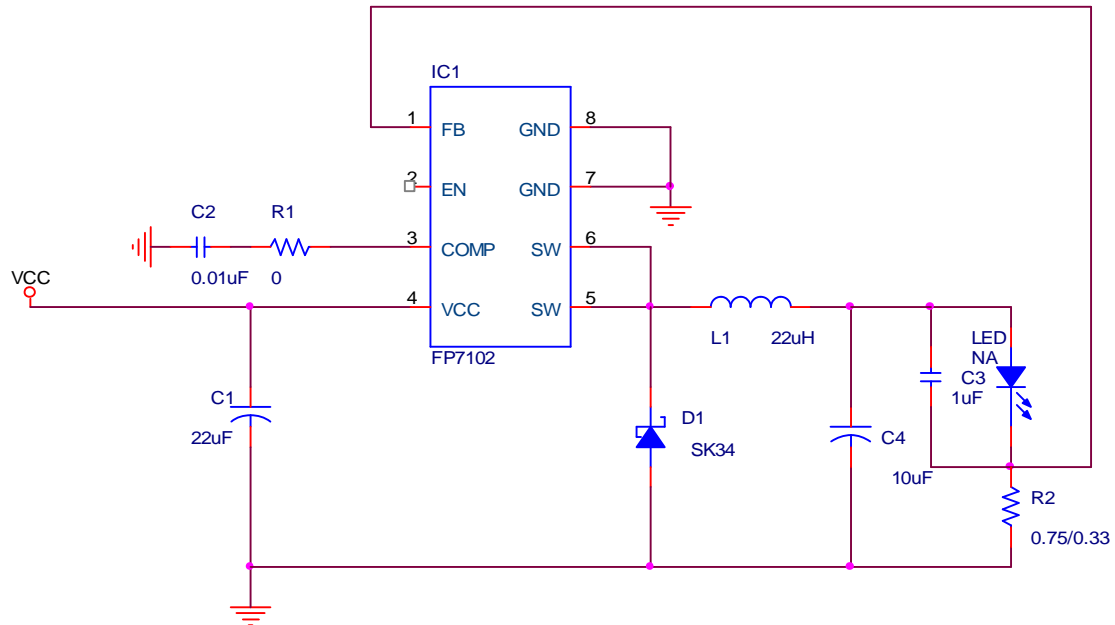 IC1
1 FB GND 8
2 EN GND 7
3 COMP SW 6
4 VCC SW 5
FP7102
C2 R1
0.01uF 0
VCC
L1 22uH
LED
NA
C3
1uF
C1
22uF
D1
SK34
C4
10uF
R2
0.75/0.33